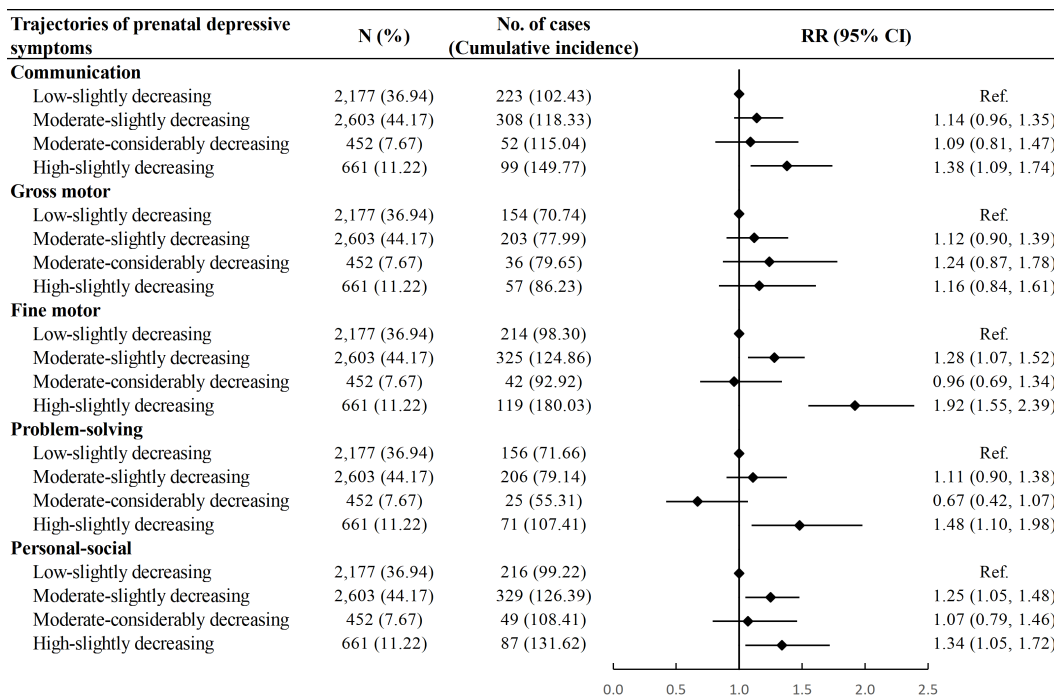 Trajectories of prenatal depressive symptoms N (%) No. of cases (Cumulative incidence) RR (95% CI)
Communication
Low-slightly decreasing 2,177 (36.94) 223 (102.43) Ref.
Moderate-slightly decreasing 2,603 (44.17) 308 (118.33) 1.14 (0.96, 1.35)
Moderate-considerably decreasing 452 (7.67) 52 (115.04) 1.09 (0.81, 1.47)
High-slightly decreasing 661 (11.22) 99 (149.77) 1.38 (1.09, 1.74)
Gross motor
Low-slightly decreasing 2,177 (36.94) 154 (70.74) Ref.
Moderate-slightly decreasing 2,603 (44.17) 203 (77.99) 1.12 (0.90, 1.39)
Moderate-considerably decreasing 452 (7.67) 36 (79.65) 1.24 (0.87, 1.78)
High-slightly decreasing 661 (11.22) 57 (86.23) 1.16 (0.84, 1.61)
Fine motor
Low-slightly decreasing 2,177 (36.94) 214 (98.30) Ref.
Moderate-slightly decreasing 2,603 (44.17) 325 (124.86) 1.28 (1.07, 1.52)
Moderate-considerably decreasing 452 (7.67) 42 (92.92) 0.96 (0.69, 1.34)
High-slightly decreasing 661 (11.22) 119 (180.03) 1.92 (1.55, 2.39)
Problem-solving
Low-slightly decreasing 2,177 (36.94) 156 (71.66) Ref.
Moderate-slightly decreasing 2,603 (44.17) 206 (79.14) 1.11 (0.90, 1.38)
Moderate-considerably decreasing 452 (7.67) 25 (55.31) 0.67 (0.42, 1.07)
High-slightly decreasing 661 (11.22) 71 (107.41) 1.48 (1.10, 1.98)
Personal-social
Low-slightly decreasing 2,177 (36.94) 216 (99.22) Ref.
Moderate-slightly decreasing 2,603 (44.17) 329 (126.39) 1.25 (1.05, 1.48)
Moderate-considerably decreasing 452 (7.67) 49 (108.41) 1.07 (0.79, 1.46)
High-slightly decreasing 661 (11.22) 87 (131.62) 1.34 (1.05, 1.72)
0.0 0.5 1.0 1.5 2.0 2.5